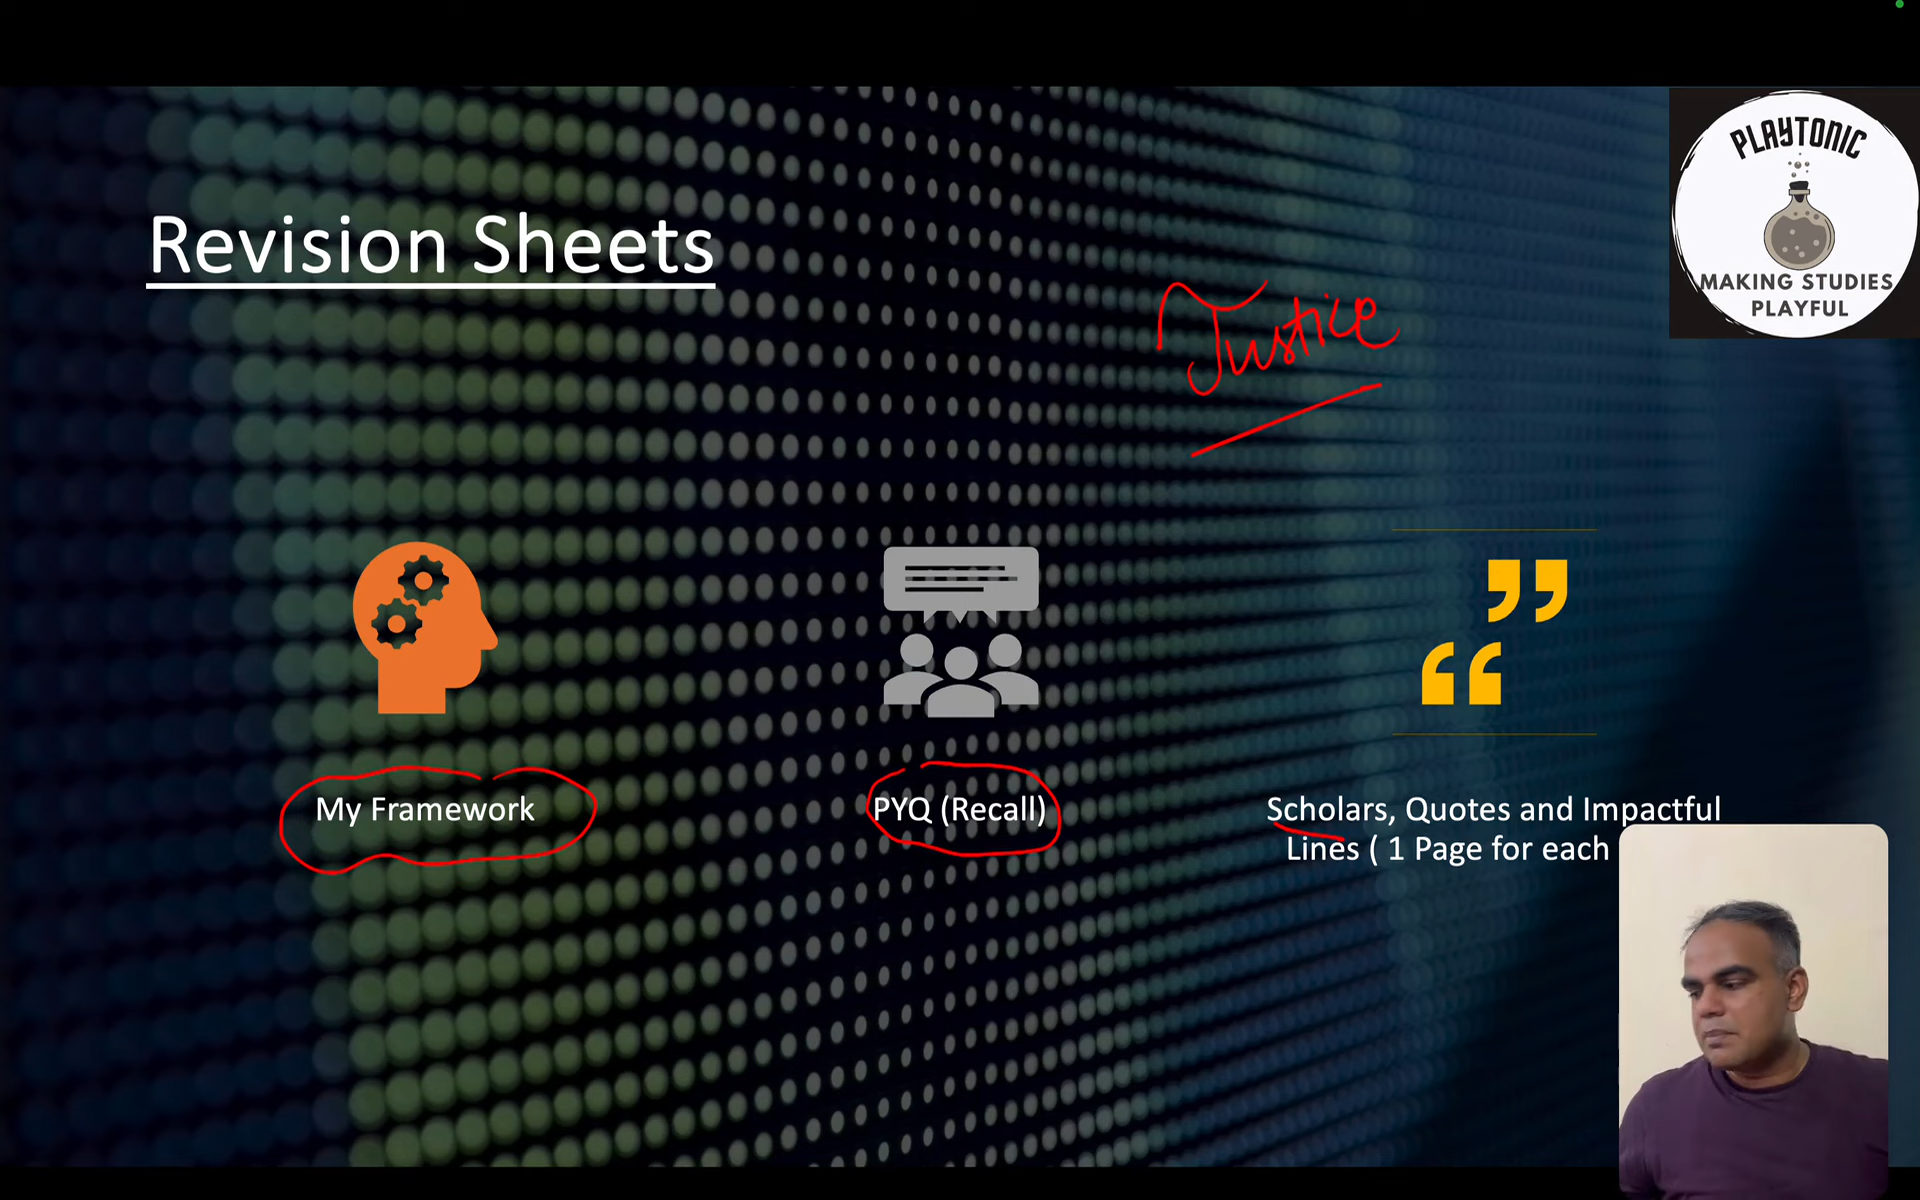 PLAYTONIC
MAKING STUDIES
PLAYFUL
Revision Sheets
Justice
My Framework
PYQ (Recall)
Scholars, Quotes and Impactful
Lines ( 1 Page for each